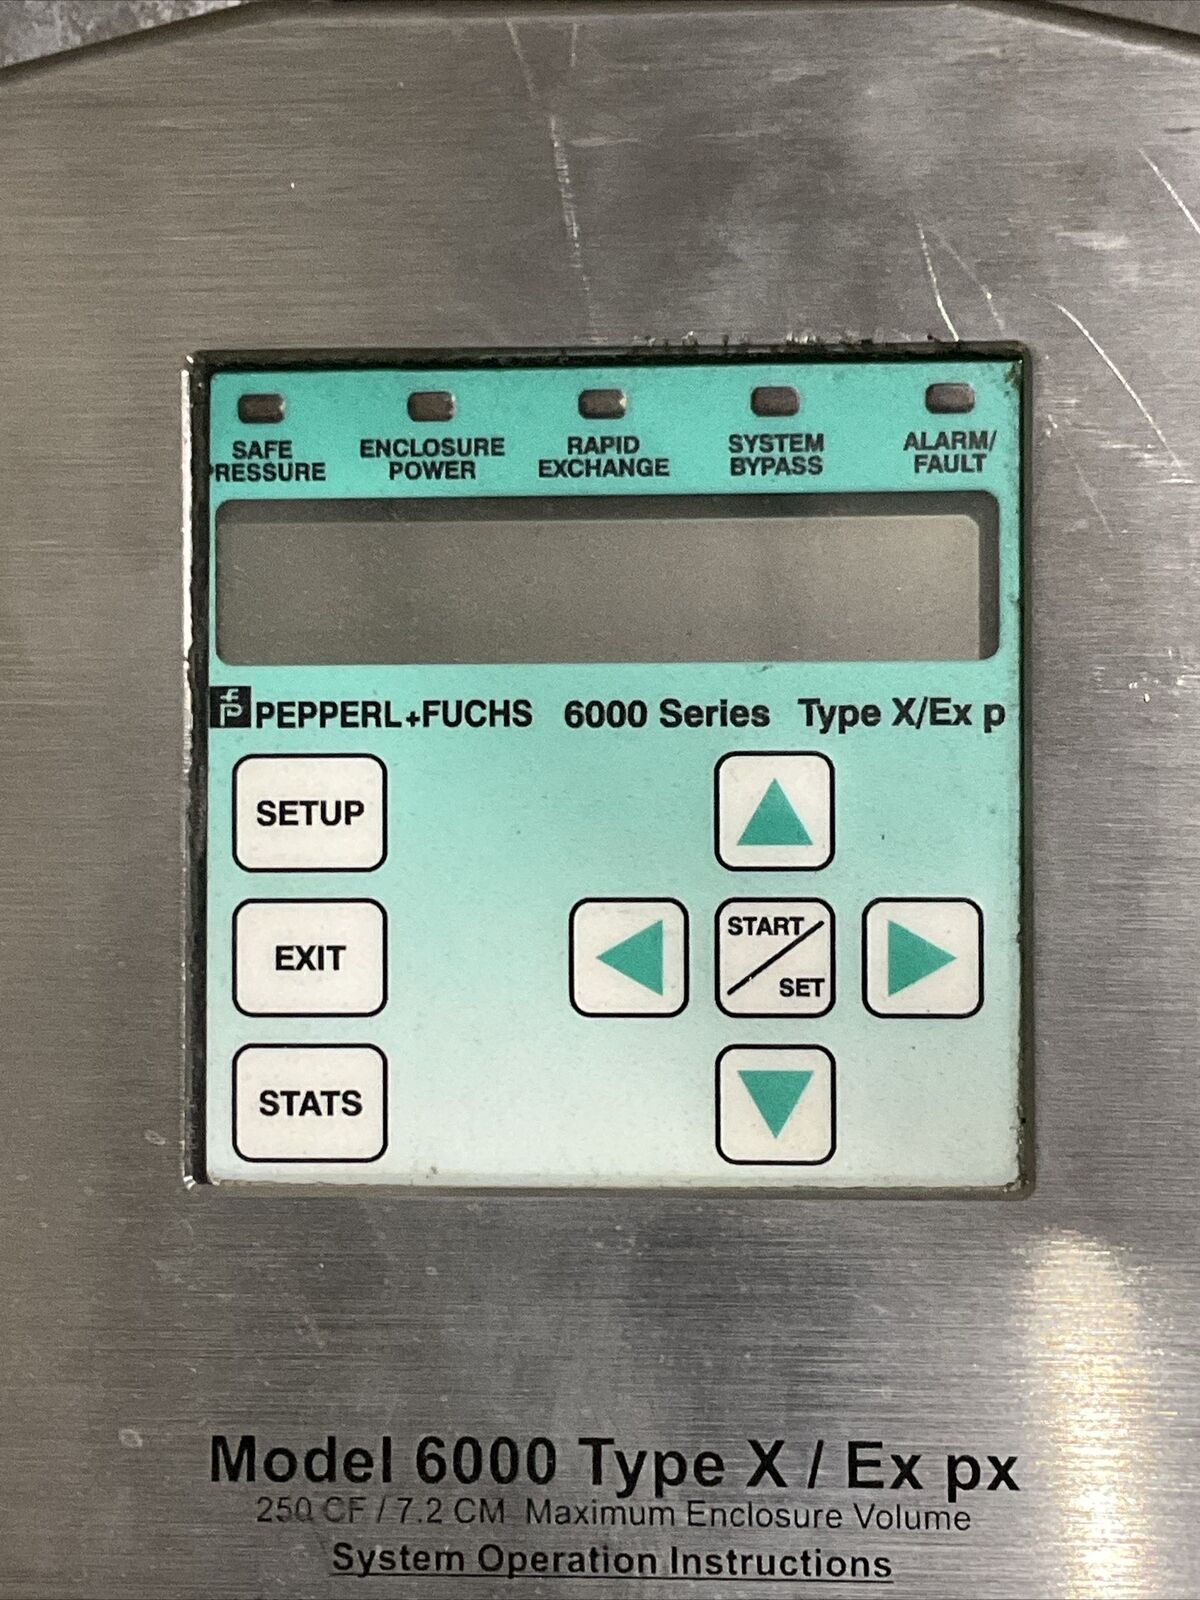 SAFE PRESSURE
ENCLOSURE POWER
RAPID EXCHANGE
SYSTEM BYPASS
ALARM/ FAULT
PEPPERL+FUCHS 6000 Series Type X/Ex p
SETUP
EXIT
START/SET
STATS
Model 6000 Type X / Ex px
250 CF / 7.2 CM Maximum Enclosure Volume
System Operation Instructions